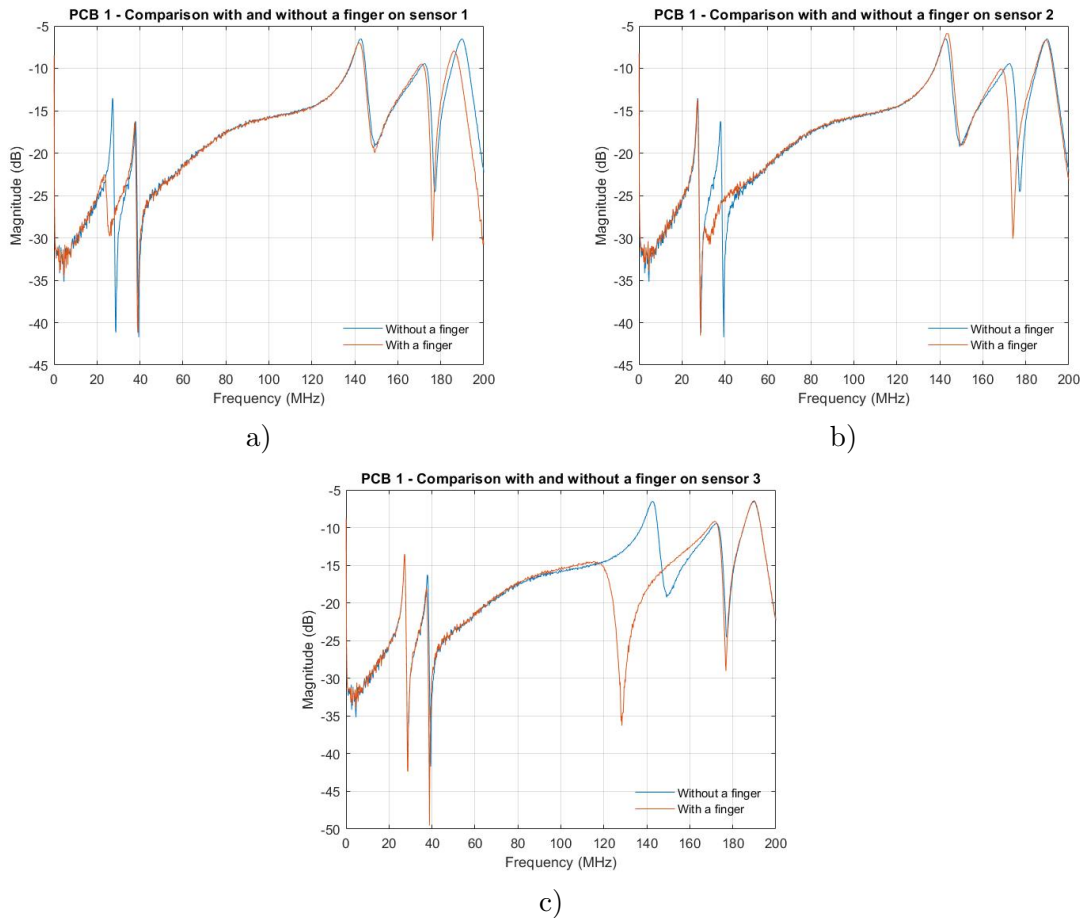 PCB 1 - Comparison with and without a finger on sensor 1
-5
-10
-15
-20
-25
-30
-35
-40
-45
Magnitude (dB)
Without a finger
With a finger
0 20 40 60 80 100 120 140 160 180 200
Frequency (MHz)
a)
PCB 1 - Comparison with and without a finger on sensor 2
-5
-10
-15
-20
-25
-30
-35
-40
-45
Magnitude (dB)
Without a finger
With a finger
0 20 40 60 80 100 120 140 160 180 200
Frequency (MHz)
b)
PCB 1 - Comparison with and without a finger on sensor 3
-5
-10
-15
-20
-25
-30
-35
-40
-45
-50
Magnitude (dB)
Without a finger
With a finger
0 20 40 60 80 100 120 140 160 180 200
Frequency (MHz)
c)